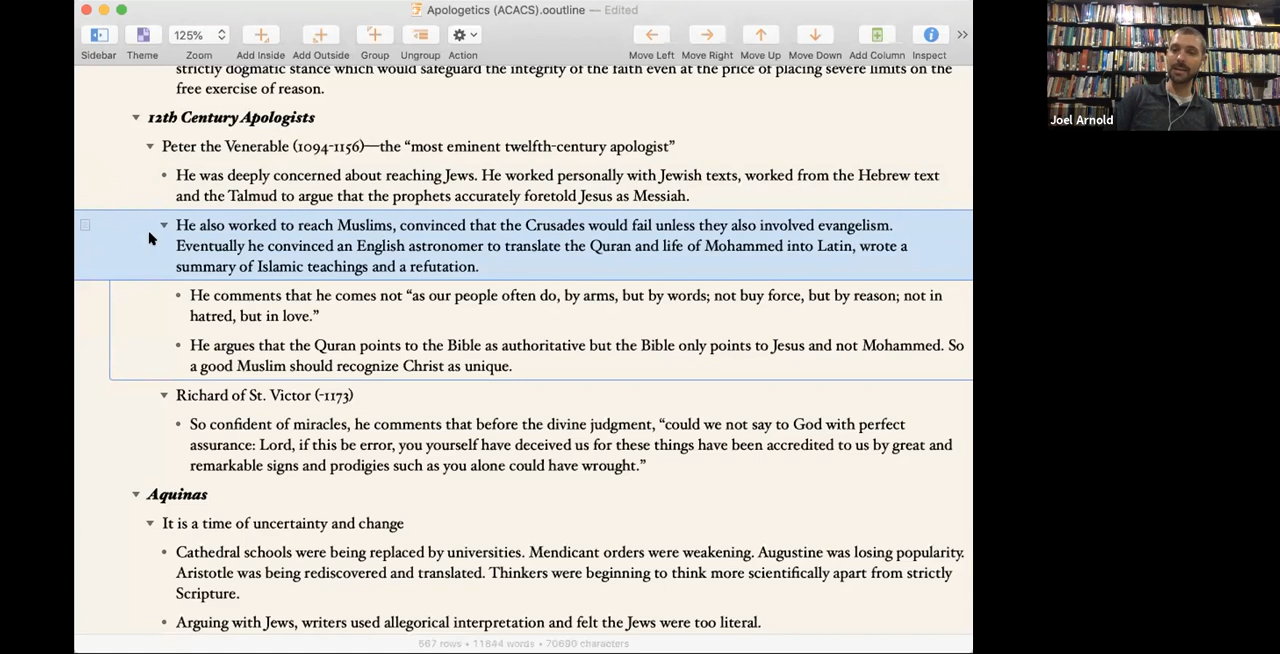 Apologetics (ACACS).ooutline — Edited
125%
Sidebar Theme Zoom Add Inside Add Outside Group Ungroup Action Move Left Move Right Move Up Move Down Add Column Inspect
strictly dogmatic stance which would safeguard the integrity of the faith even at the price of placing severe limits on the
free exercise of reason.
12th Century Apologists
Peter the Venerable (1094-1156)—the “most eminent twelfth-century apologist”
He was deeply concerned about reaching Jews. He worked personally with Jewish texts, worked from the Hebrew text
and the Talmud to argue that the prophets accurately foretold Jesus as Messiah.
He also worked to reach Muslims, convinced that the Crusades would fail unless they also involved evangelism.
Eventually he convinced an English astronomer to translate the Quran and life of Mohammed into Latin, wrote a
summary of Islamic teachings and a refutation.
He comments that he comes not “as our people often do, by arms, but by words; not buy force, but by reason; not in
hatred, but in love.”
He argues that the Quran points to the Bible as authoritative but the Bible only points to Jesus and not Mohammed. So
a good Muslim should recognize Christ as unique.
Richard of St. Victor (-1173)
So confident of miracles, he comments that before the divine judgment, “could we not say to God with perfect
assurance: Lord, if this be error, you yourself have deceived us for these things have been accredited to us by great and
remarkable signs and prodigies such as you alone could have wrought.”
Aquinas
It is a time of uncertainty and change
Cathedral schools were being replaced by universities. Mendicant orders were weakening. Augustine was losing popularity.
Aristotle was being rediscovered and translated. Thinkers were beginning to think more scientifically apart from strictly
Scripture.
Arguing with Jews, writers used allegorical interpretation and felt the Jews were too literal.
567 rows • 11844 words • 70690 characters
Joel Arnold